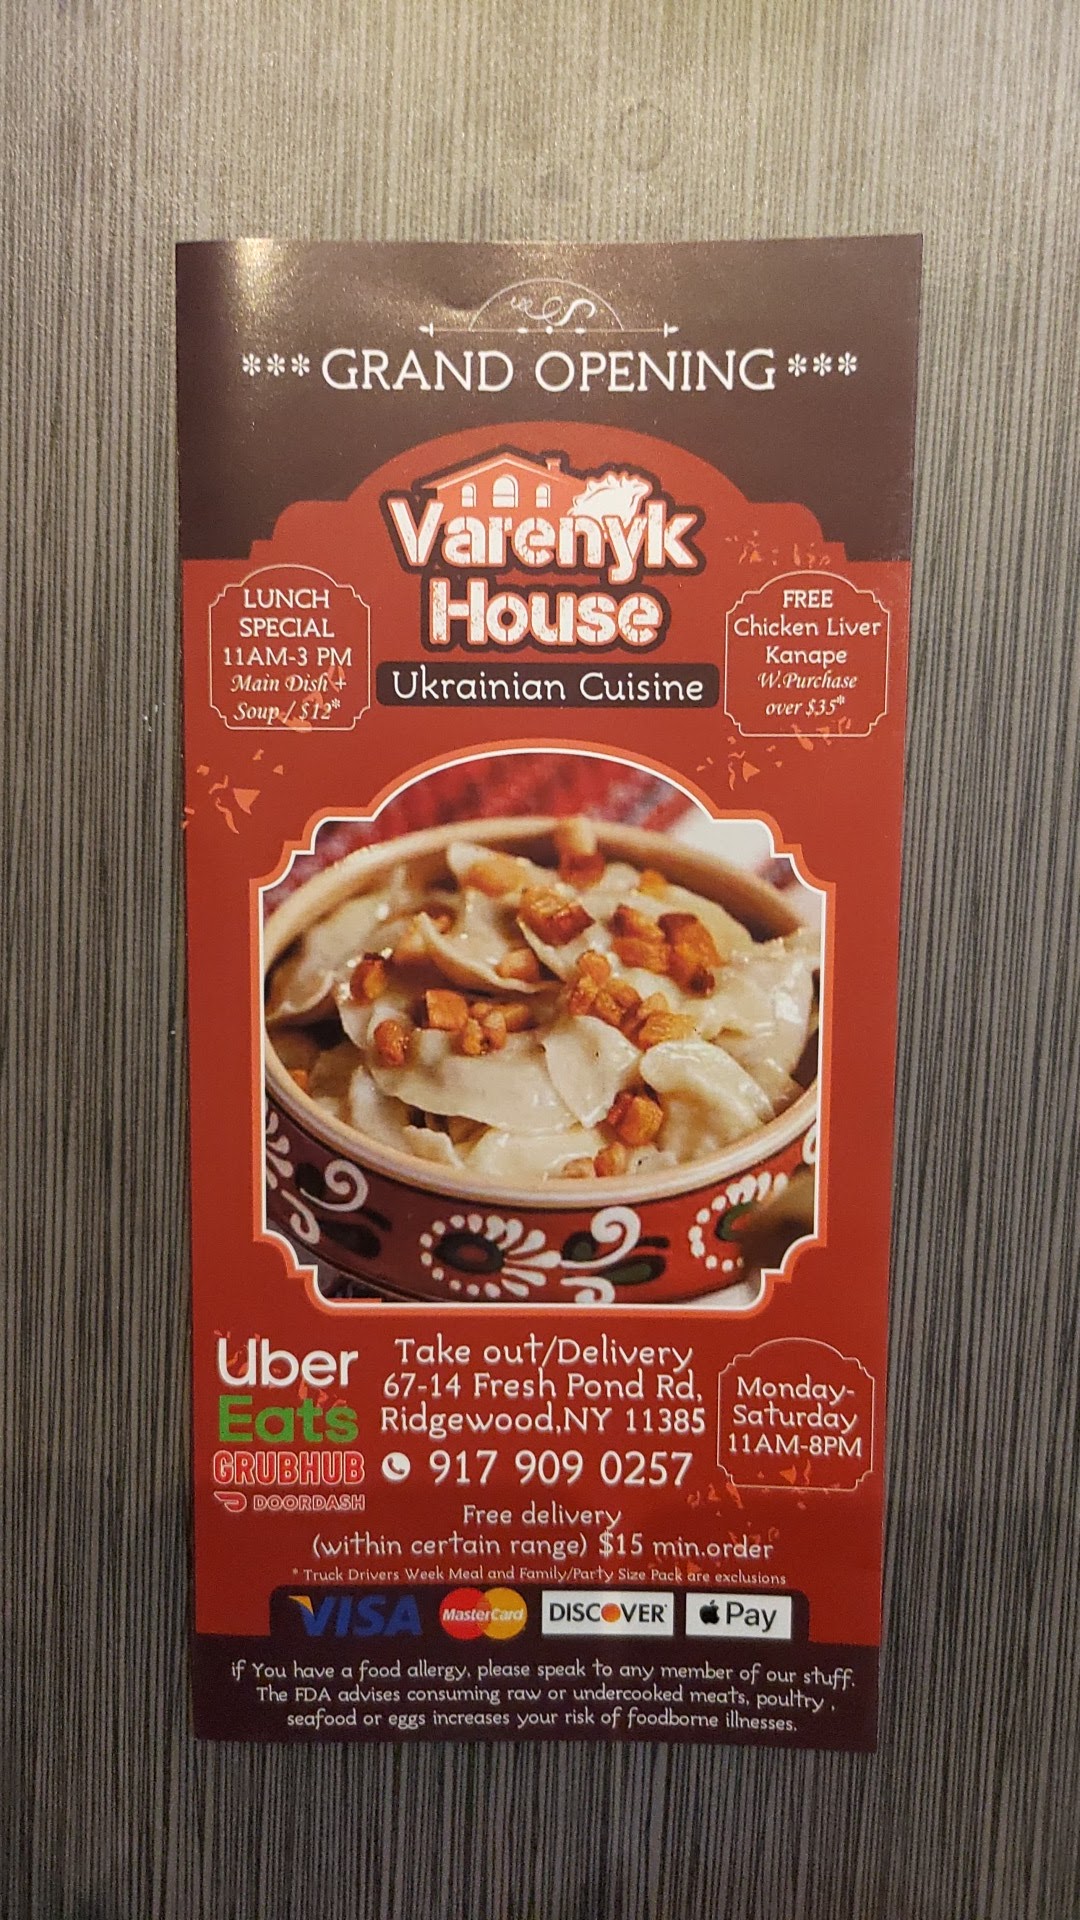 *** GRAND OPENING ***
Varenyk
House
Ukrainian Cuisine
LUNCH
SPECIAL
11AM-3 PM
Main Dish +
Soup / $12*
FREE
Chicken Liver
Kanape
W.Purchase
over $35*
Uber
Eats
GRUBHUB
DOORDASH
Take out/Delivery
67-14 Fresh Pond Rd,
Ridgewood,NY 11385
917 909 0257
Monday-
Saturday
11AM-8PM
Free delivery
(within certain range) $15 min.order
* Truck Drivers Week Meal and Family/Party Size Pack are exclusions
VISA MasterCard DISCOVER Pay
if You have a food allergy, please speak to any member of our stuff.
The FDA advises consuming raw or undercooked meats, poultry ,
seafood or eggs increases your risk of foodborne illnesses.